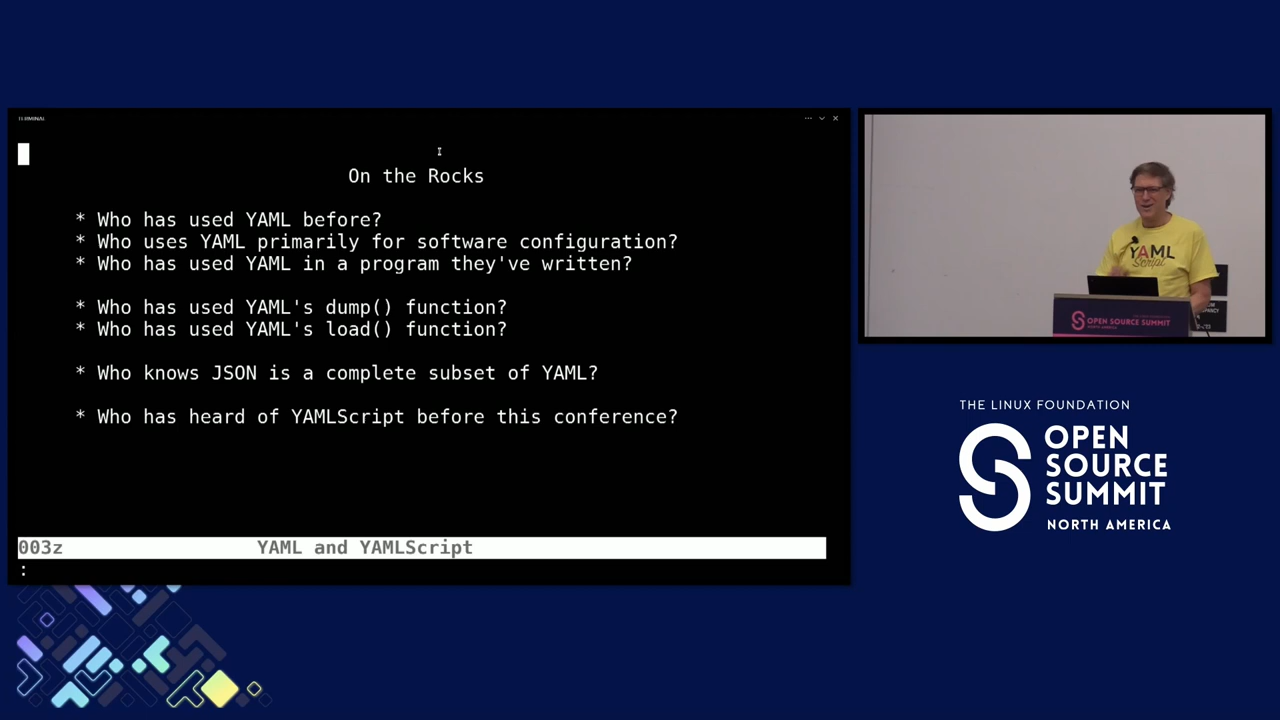 TERMINAL
On the Rocks
* Who has used YAML before?
* Who uses YAML primarily for software configuration?
* Who has used YAML in a program they've written?
* Who has used YAML's dump() function?
* Who has used YAML's load() function?
* Who knows JSON is a complete subset of YAML?
* Who has heard of YAMLScript before this conference?
003z YAML and YAMLScript
:
YAML
Script
OPEN SOURCE SUMMIT
NORTH AMERICA
THE LINUX FOUNDATION
OPEN
SOURCE
SUMMIT
NORTH AMERICA